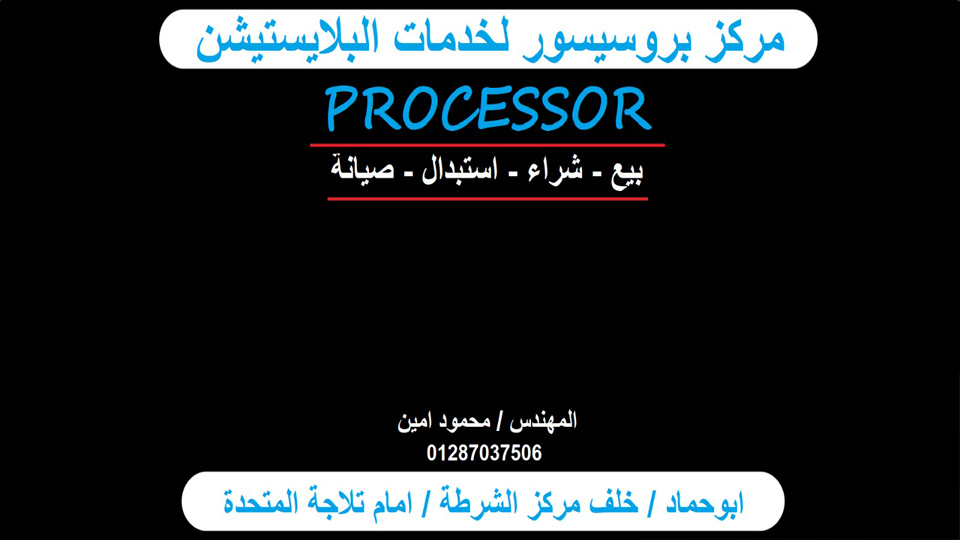 مركز بروسيسور لخدمات البلايستيشن
PROCESSOR
بيع - شراء - استبدال - صيانة
المهندس / محمود امين
01287037506
ابوحماد / خلف مركز الشرطة / امام تلاجة المتحدة